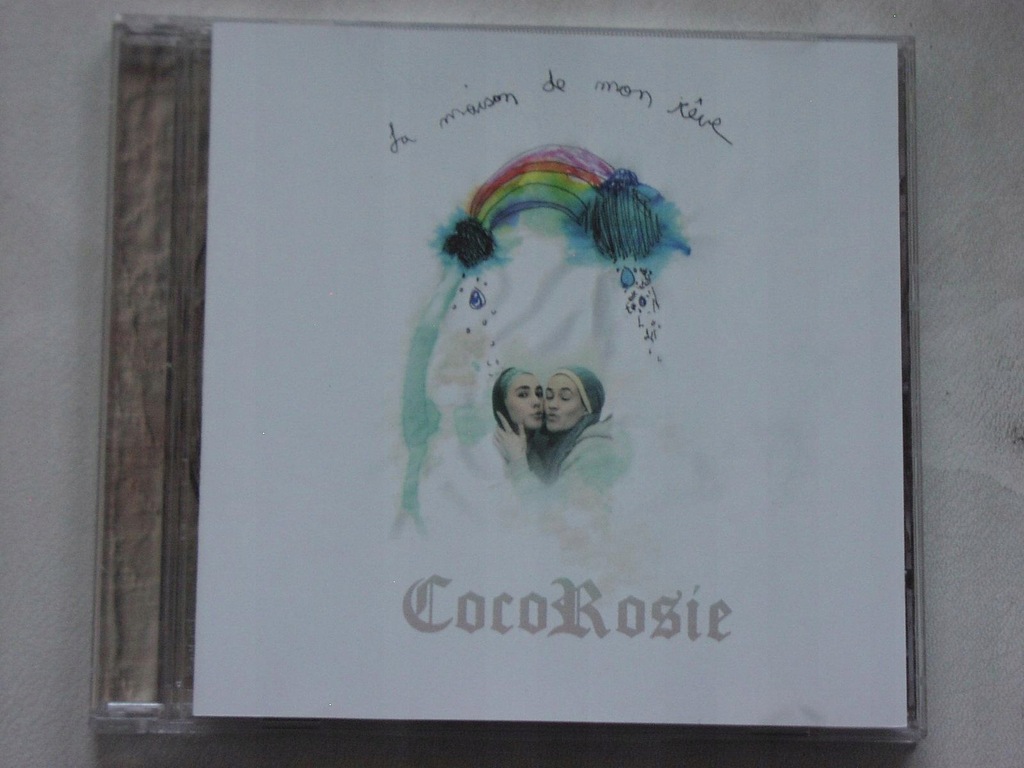 La maison de mon rêve
CocoRosie